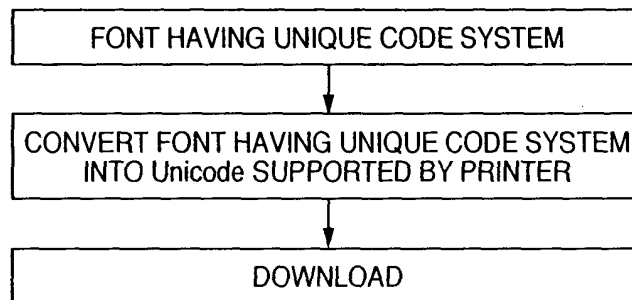 FONT HAVING UNIQUE CODE SYSTEM
CONVERT FONT HAVING UNIQUE CODE SYSTEM
INTO Unicode SUPPORTED BY PRINTER
DOWNLOAD